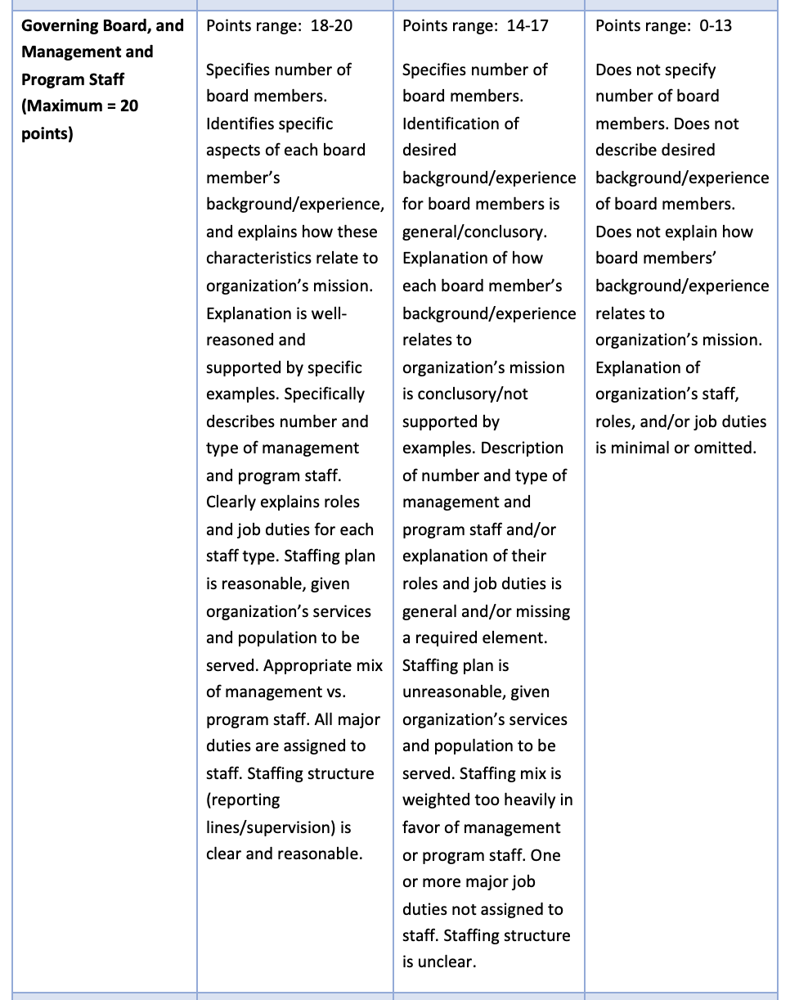 Governing Board, and
Management and
Program Staff
(Maximum = 20
points)
Points range:  18-20
Specifies number of
board members.
Identifies specific
aspects of each board
member’s
background/experience,
and explains how these
characteristics relate to
organization’s mission.
Explanation is well-
reasoned and
supported by specific
examples. Specifically
describes number and
type of management
and program staff.
Clearly explains roles
and job duties for each
staff type. Staffing plan
is reasonable, given
organization’s services
and population to be
served. Appropriate mix
of management vs.
program staff. All major
duties are assigned to
staff. Staffing structure
(reporting
lines/supervision) is
clear and reasonable.
Points range:  14-17
Specifies number of
board members.
Identification of
desired
background/experience
for board members is
general/conclusory.
Explanation of how
each board member’s
background/experience
relates to
organization’s mission
is conclusory/not
supported by
examples. Description
of number and type of
management and
program staff and/or
explanation of their
roles and job duties is
general and/or missing
a required element.
Staffing plan is
unreasonable, given
organization’s services
and population to be
served. Staffing mix is
weighted too heavily in
favor of management
or program staff. One
or more major job
duties not assigned to
staff. Staffing structure
is unclear.
Points range:  0-13
Does not specify
number of board
members. Does not
describe desired
background/experience
of board members.
Does not explain how
board members’
background/experience
relates to
organization’s mission.
Explanation of
organization’s staff,
roles, and/or job duties
is minimal or omitted.